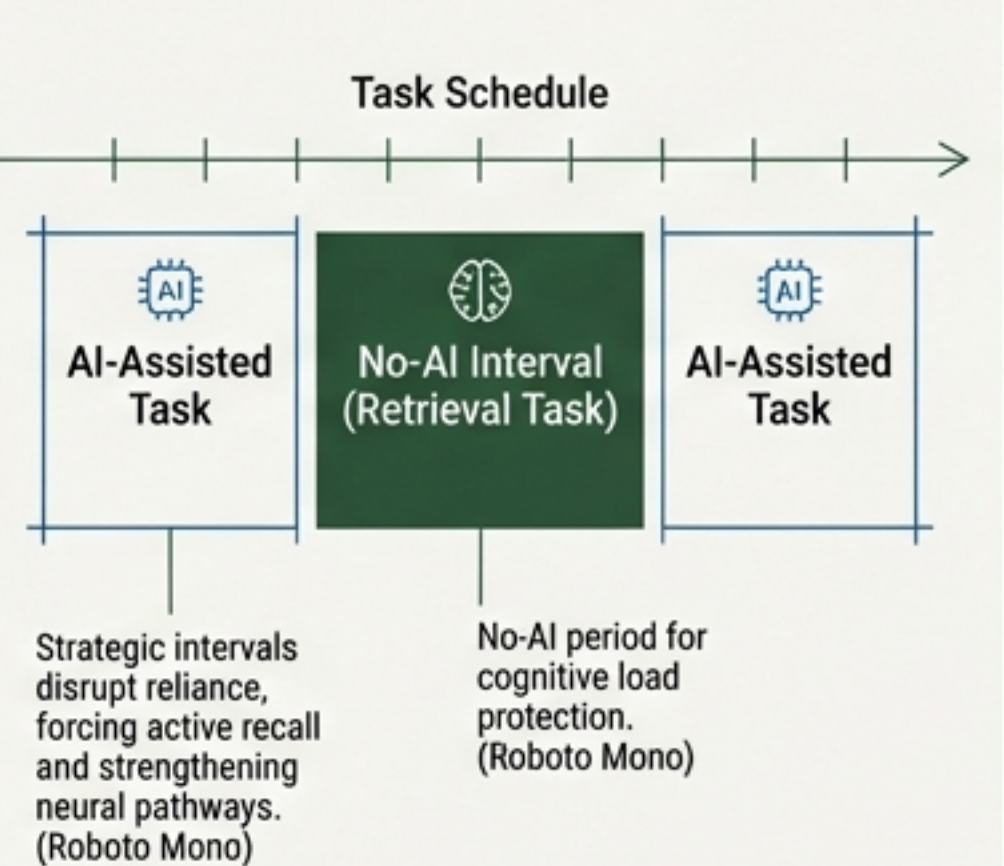 Task Schedule
AI
AI-Assisted
Task
AI
No-AI Interval
(Retrieval Task)
AI-Assisted
Task
Strategic intervals
disrupt reliance,
forcing active recall
and strengthening
neural pathways.
(Roboto Mono)
No-AI period for
cognitive load
protection.
(Roboto Mono)